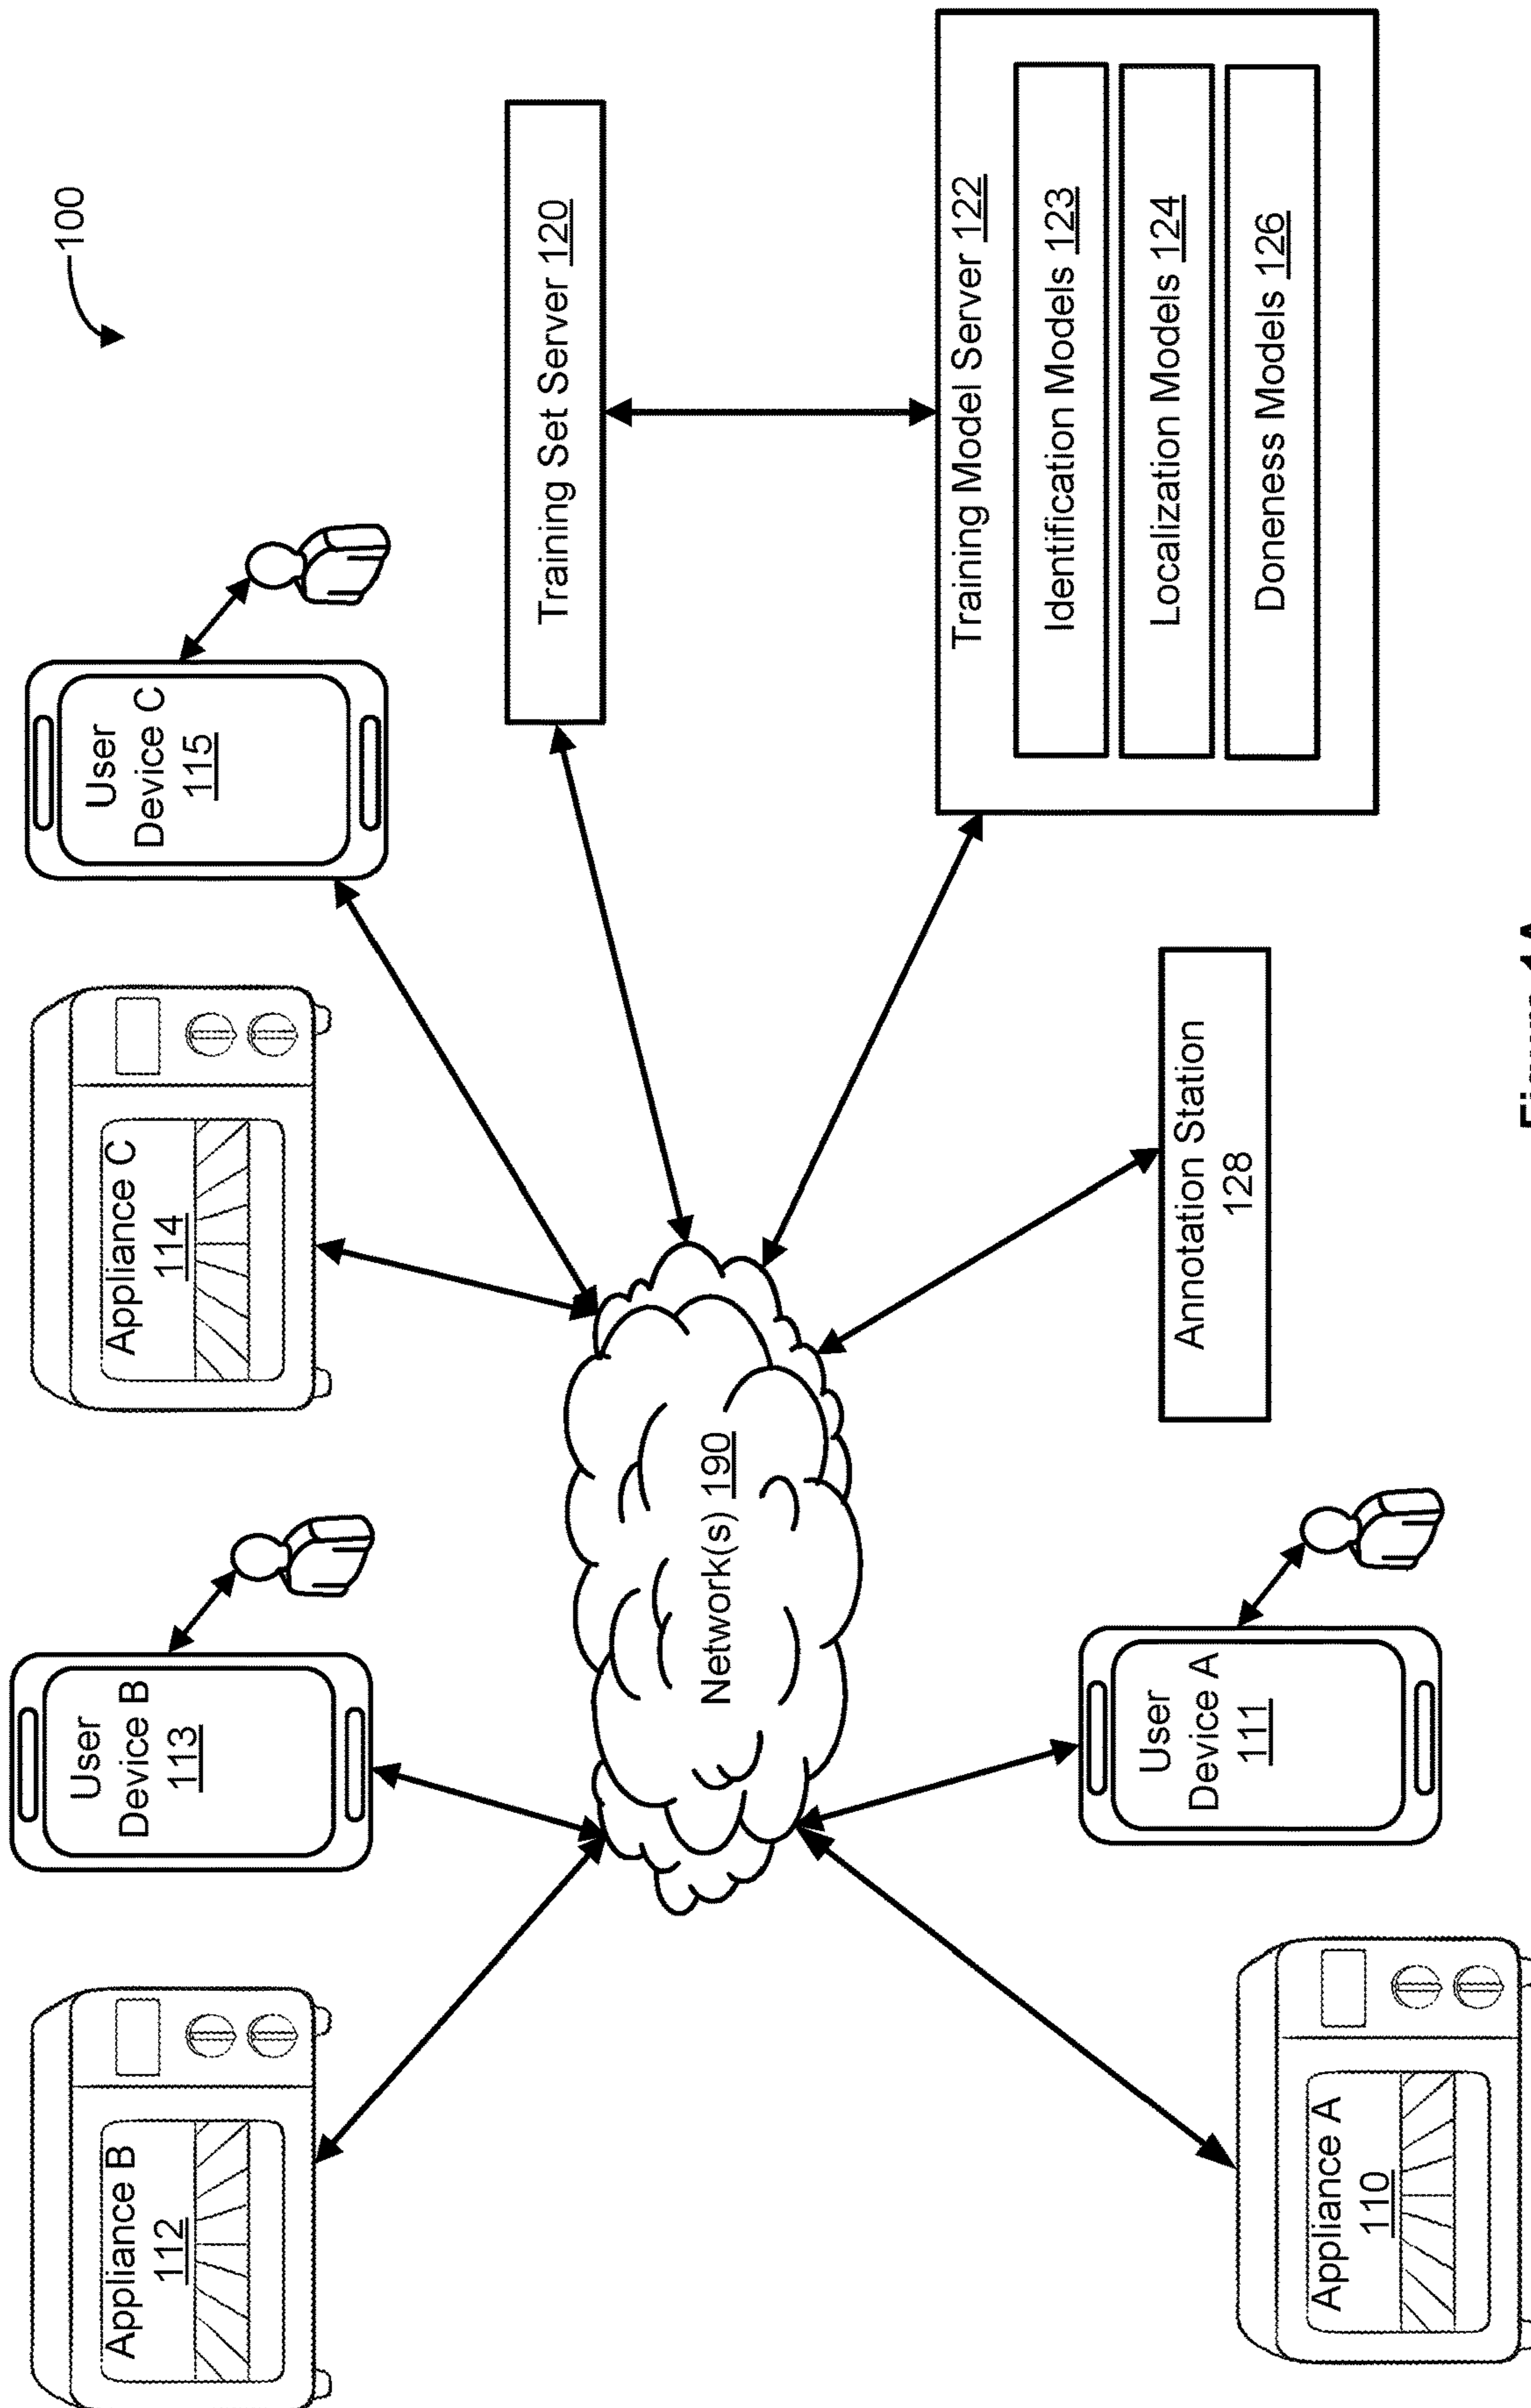 100
Appliance B
112
User
Device B
113
Appliance C
114
User
Device C
115
Training Set Server 120
Network(s) 190
Training Model Server 122
Identification Models 123
Localization Models 124
Doneness Models 126
Appliance A
110
User
Device A
111
Annotation Station
128
Figure 1A